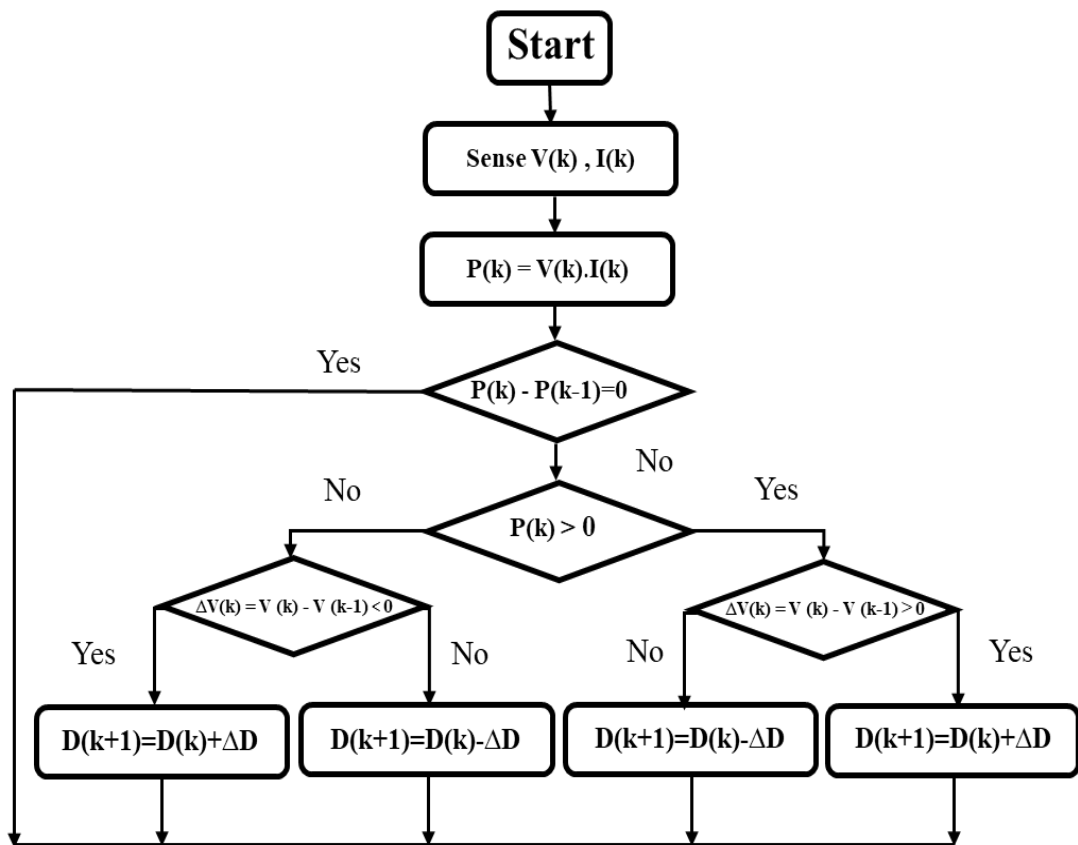 Start
Sense V(k) , I(k)
P(k) = V(k).I(k)
Yes
P(k) - P(k-1)=0
No
No
Yes
P(k) > 0
ΔV(k) = V (k) - V (k-1) < 0
ΔV(k) = V (k) - V (k-1) > 0
Yes
No
No
Yes
D(k+1)=D(k)+ΔD
D(k+1)=D(k)-ΔD
D(k+1)=D(k)-ΔD
D(k+1)=D(k)+ΔD